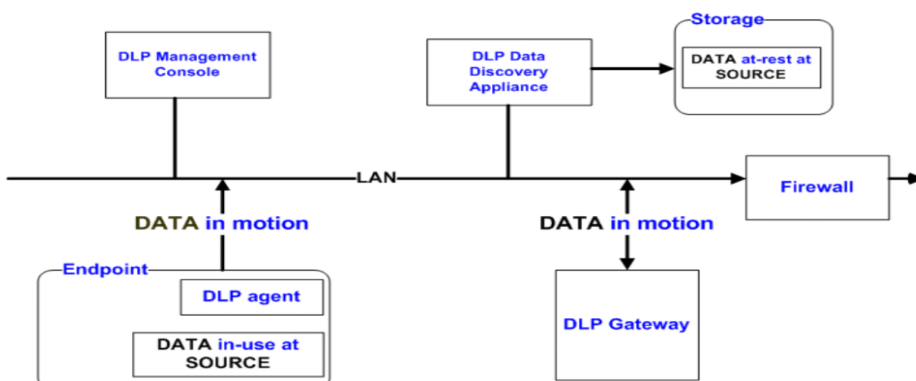 Storage
DLP Management
Console
DLP Data
Discovery
Appliance
DATA at-rest at
SOURCE
LAN
Firewall
DATA in motion
DATA in motion
Endpoint
DLP agent
DATA in-use at
SOURCE
DLP Gateway